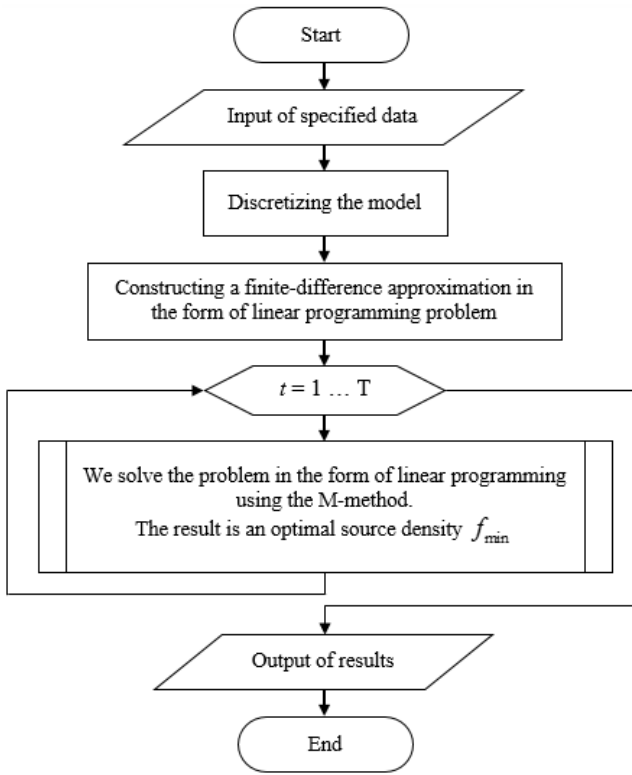 Start
Input of specified data
Discretizing the model
Constructing a finite-difference approximation in
the form of linear programming problem
t = 1 … T
We solve the problem in the form of linear programming
using the M-method.
The result is an optimal source density f_min
Output of results
End